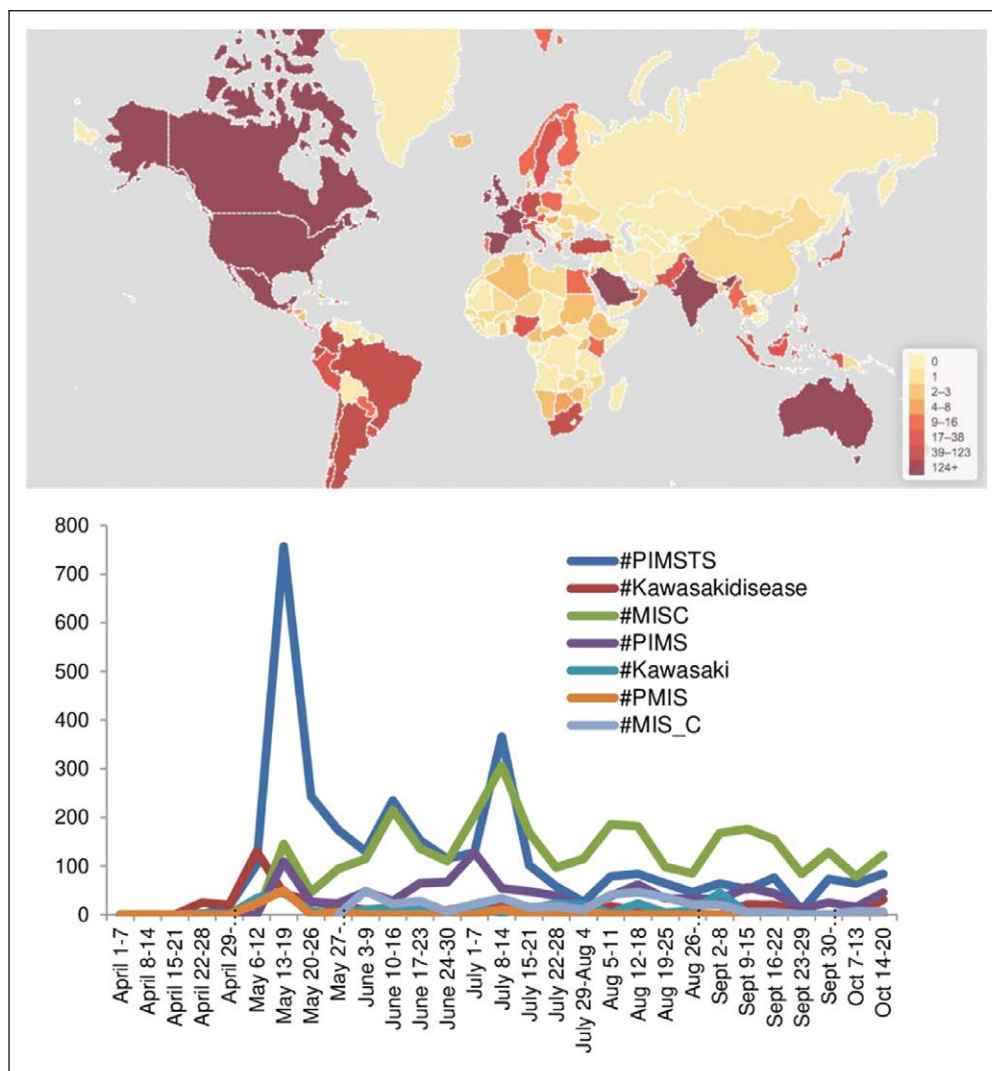 0
1
2–3
4–8
9–16
17–38
39–123
124+
800
700
600
500
400
300
200
100
0
#PIMSTS
#Kawasakidisease
#MISC
#PIMS
#Kawasaki
#PMIS
#MIS_C
April 1-7
April 8-14
April 15-21
April 22-28
April 29-…
May 6-12
May 13-19
May 20-26
May 27-…
June 3-9
June 10-16
June 17-23
June 24-30
July 1-7
July 8-14
July 15-21
July 22-28
July 29-Aug 4
Aug 5-11
Aug 12-18
Aug 19-25
Aug 26-…
Sept 2-8
Sept 9-15
Sept 16-22
Sept 23-29
Sept 30-…
Oct 7-13
Oct 14-20